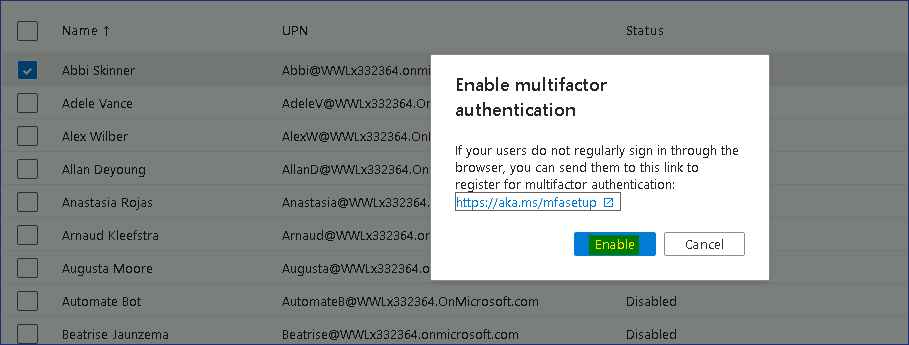 Name ↑ UPN Status
Abbi Skinner Abbi@WWLx332364.onmi
Adele Vance AdeleV@WWLx332364.On
Alex Wilber AlexW@WWLx332364.On
Allan Deyoung AllanD@WWLx332364.On
Anastasia Rojas Anastasia@WWLx332364.
Arnaud Kleefstra Arnaud@WWLx332364.on
Augusta Moore Augusta@WWLx332364.o
Automate Bot AutomateB@WWLx332364.OnMicrosoft.com Disabled
Beatrise Jaunzema Beatrise@WWLx332364.onmicrosoft.com Disabled
Enable multifactor
authentication
If your users do not regularly sign in through the
browser, you can send them to this link to
register for multifactor authentication:
https://aka.ms/mfasetup
Enable Cancel